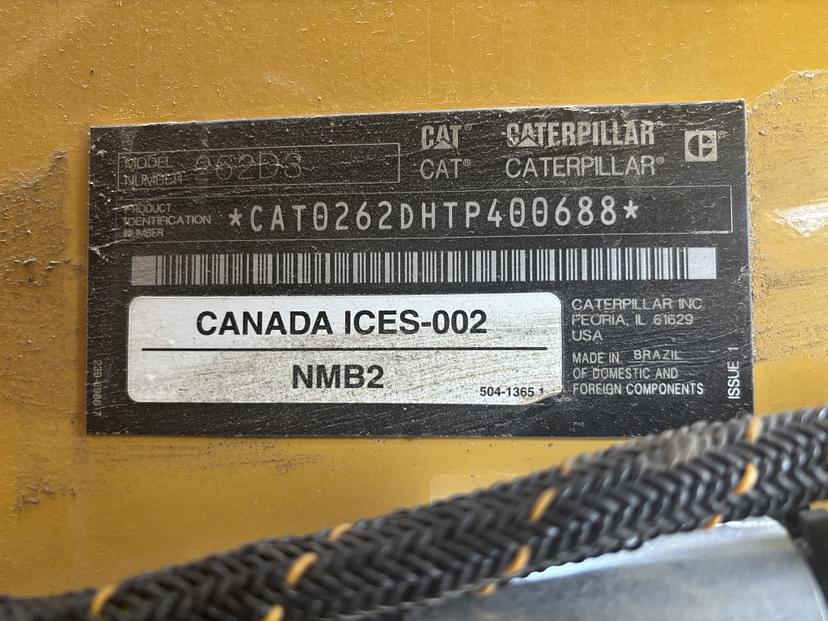 CAT CATERPILLAR
MODEL NUMBER 262D3
CAT® CATERPILLAR®
PRODUCT IDENTIFICATION NUMBER *CAT0262DHTP400688*
CANADA ICES-002
NMB2
504-1365 1
CATERPILLAR INC.
PEORIA, IL 61629
USA
MADE IN BRAZIL
OF DOMESTIC AND
FOREIGN COMPONENTS
ISSUE 1